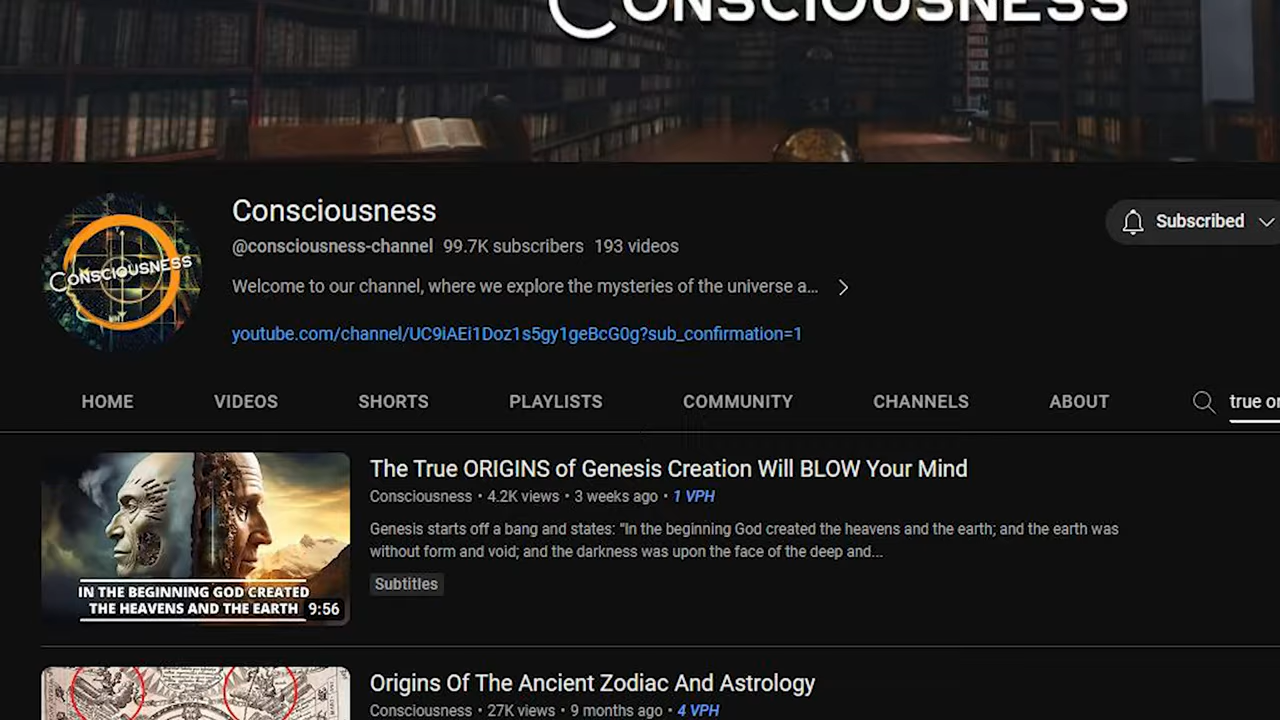 CONSCIOUSNESS
Consciousness
@consciousness-channel 99.7K subscribers 193 videos
Subscribed
CONSCIOUSNESS
Welcome to our channel, where we explore the mysteries of the universe a...
youtube.com/channel/UC9iAEi1Doz1s5gy1geBcG0g?sub_confirmation=1
HOME VIDEOS SHORTS PLAYLISTS COMMUNITY CHANNELS ABOUT true or
The True ORIGINS of Genesis Creation Will BLOW Your Mind
Consciousness • 4.2K views • 3 weeks ago • 1 VPH
Genesis starts off a bang and states: "In the beginning God created the heavens and the earth; and the earth was
without form and void; and the darkness was upon the face of the deep and...
Subtitles
IN THE BEGINNING GOD CREATED
THE HEAVENS AND THE EARTH 9:56
Origins Of The Ancient Zodiac And Astrology
Consciousness • 27K views • 9 months ago • 4 VPH